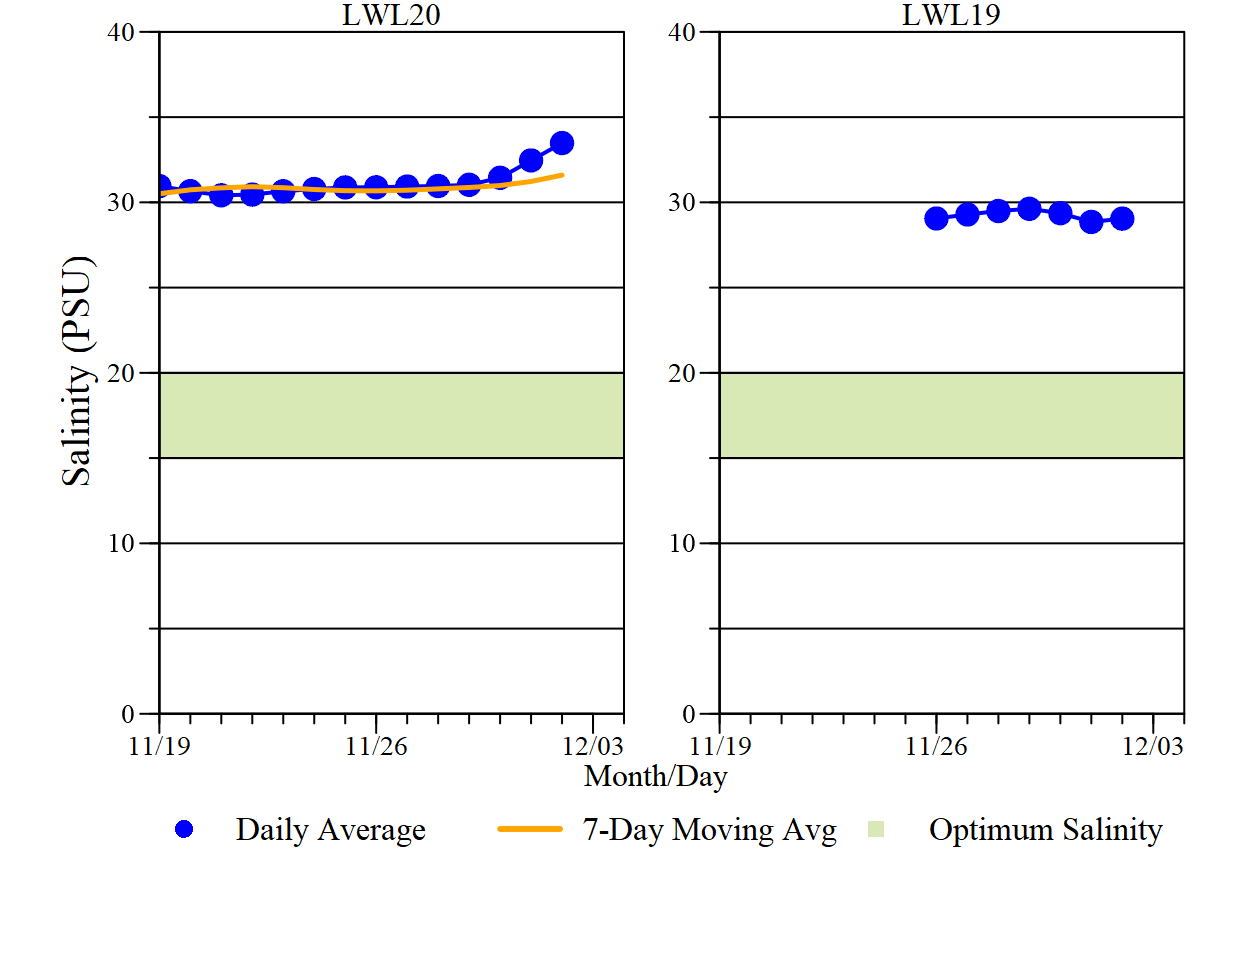 LWL20
LWL19
40
30
20
10
0
40
30
20
10
0
Salinity (PSU)
11/19
11/26
12/03
11/19
11/26
12/03
Month/Day
Daily Average
7-Day Moving Avg
Optimum Salinity